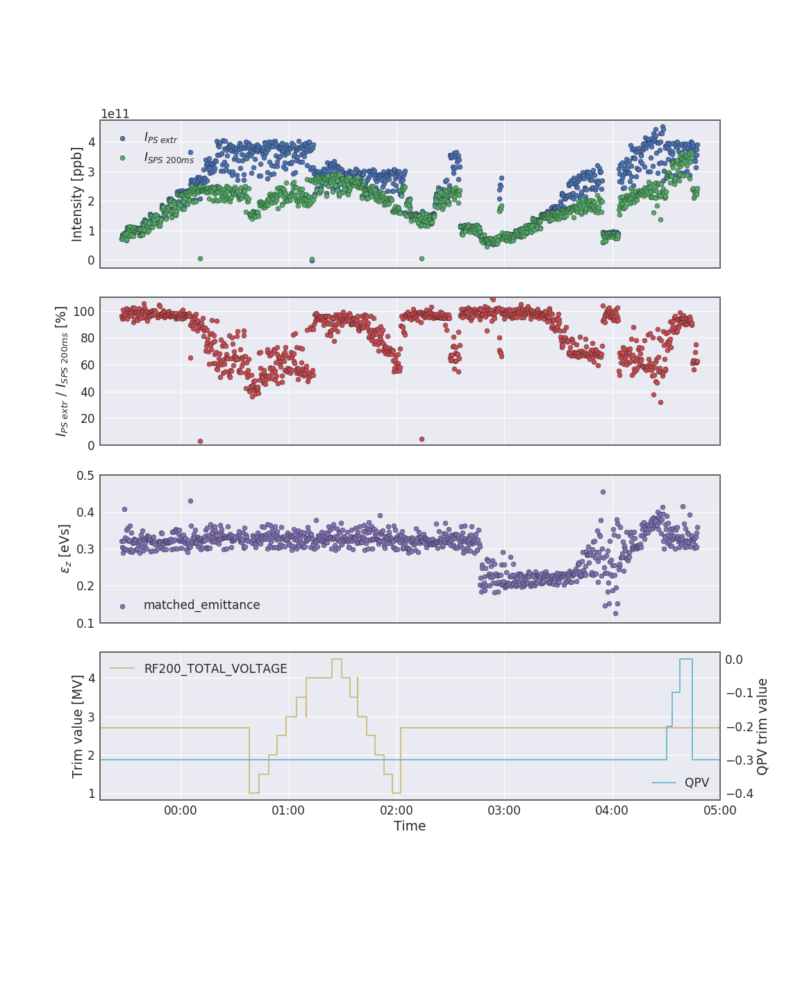 1e11
Intensity [ppb]
4
3
2
1
0
I_PS extr
I_SPS 200ms
I_PS extr / I_SPS 200ms [%]
100
80
60
40
20
0
ε_z [eVs]
0.5
0.4
0.3
0.2
0.1
matched_emittance
Trim value [MV]
4
3
2
1
RF200_TOTAL_VOLTAGE
QPV
0.0
−0.1
−0.2
−0.3
−0.4
QPV trim value
00:00 01:00 02:00 03:00 04:00 05:00
Time